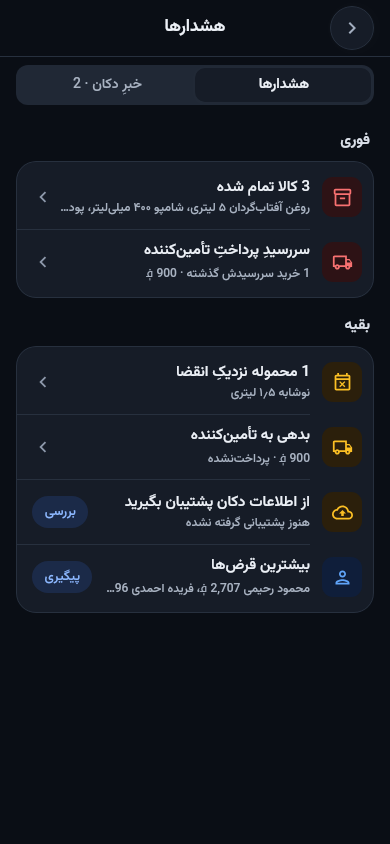 هشدارها
هشدارها
خبرِ دکان · 2
فوری
3 کالا تمام شده
روغن آفتاب‌گردان ۵ لیتری، شامپو ۴۰۰ میلی‌لیتر، پود…
سررسیدِ پرداختِ تأمین‌کننده
1 خرید سررسیدش گذشته · 900 ؋
بقیه
1 محموله نزدیکِ انقضا
نوشابه ۱٫۵ لیتری
بدهی به تأمین‌کننده
900 ؋ · پرداخت‌نشده
از اطلاعات دکان پشتیبان بگیرید
هنوز پشتیبانی گرفته نشده
بررسی
بیشترین قرض‌ها
محمود رحیمی 2,707 ؋، فریده احمدی 96…
پیگیری